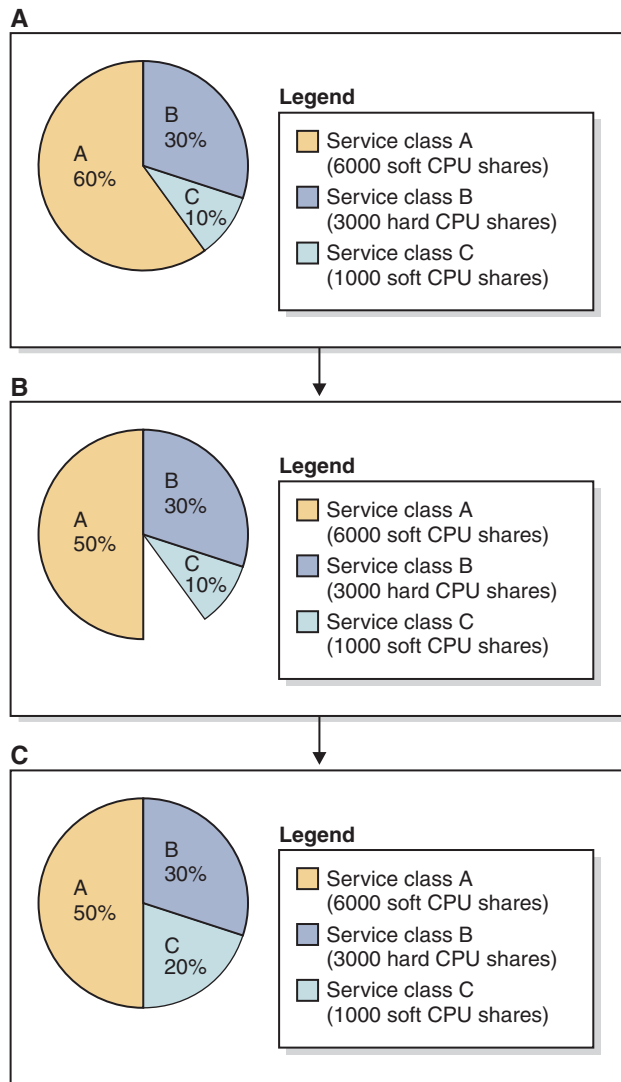 A
B
30%
A
60%
C
10%
Legend
Service class A
(6000 soft CPU shares)
Service class B
(3000 hard CPU shares)
Service class C
(1000 soft CPU shares)
B
B
30%
A
50%
C
10%
Legend
Service class A
(6000 soft CPU shares)
Service class B
(3000 hard CPU shares)
Service class C
(1000 soft CPU shares)
C
B
30%
A
50%
C
20%
Legend
Service class A
(6000 soft CPU shares)
Service class B
(3000 hard CPU shares)
Service class C
(1000 soft CPU shares)